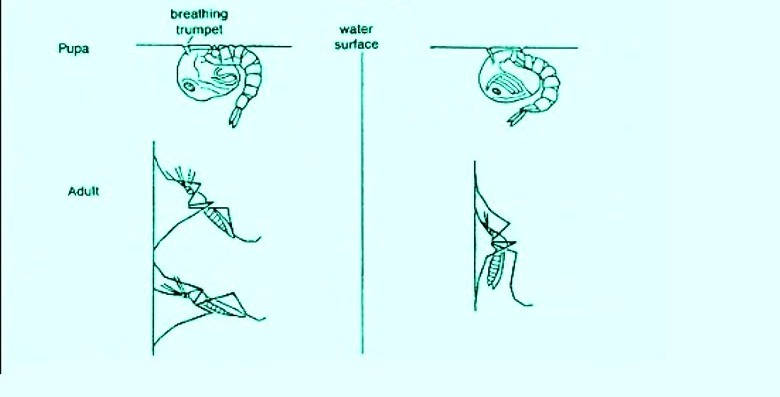 breathing
trumpet
water
surface
Pupa
Adult